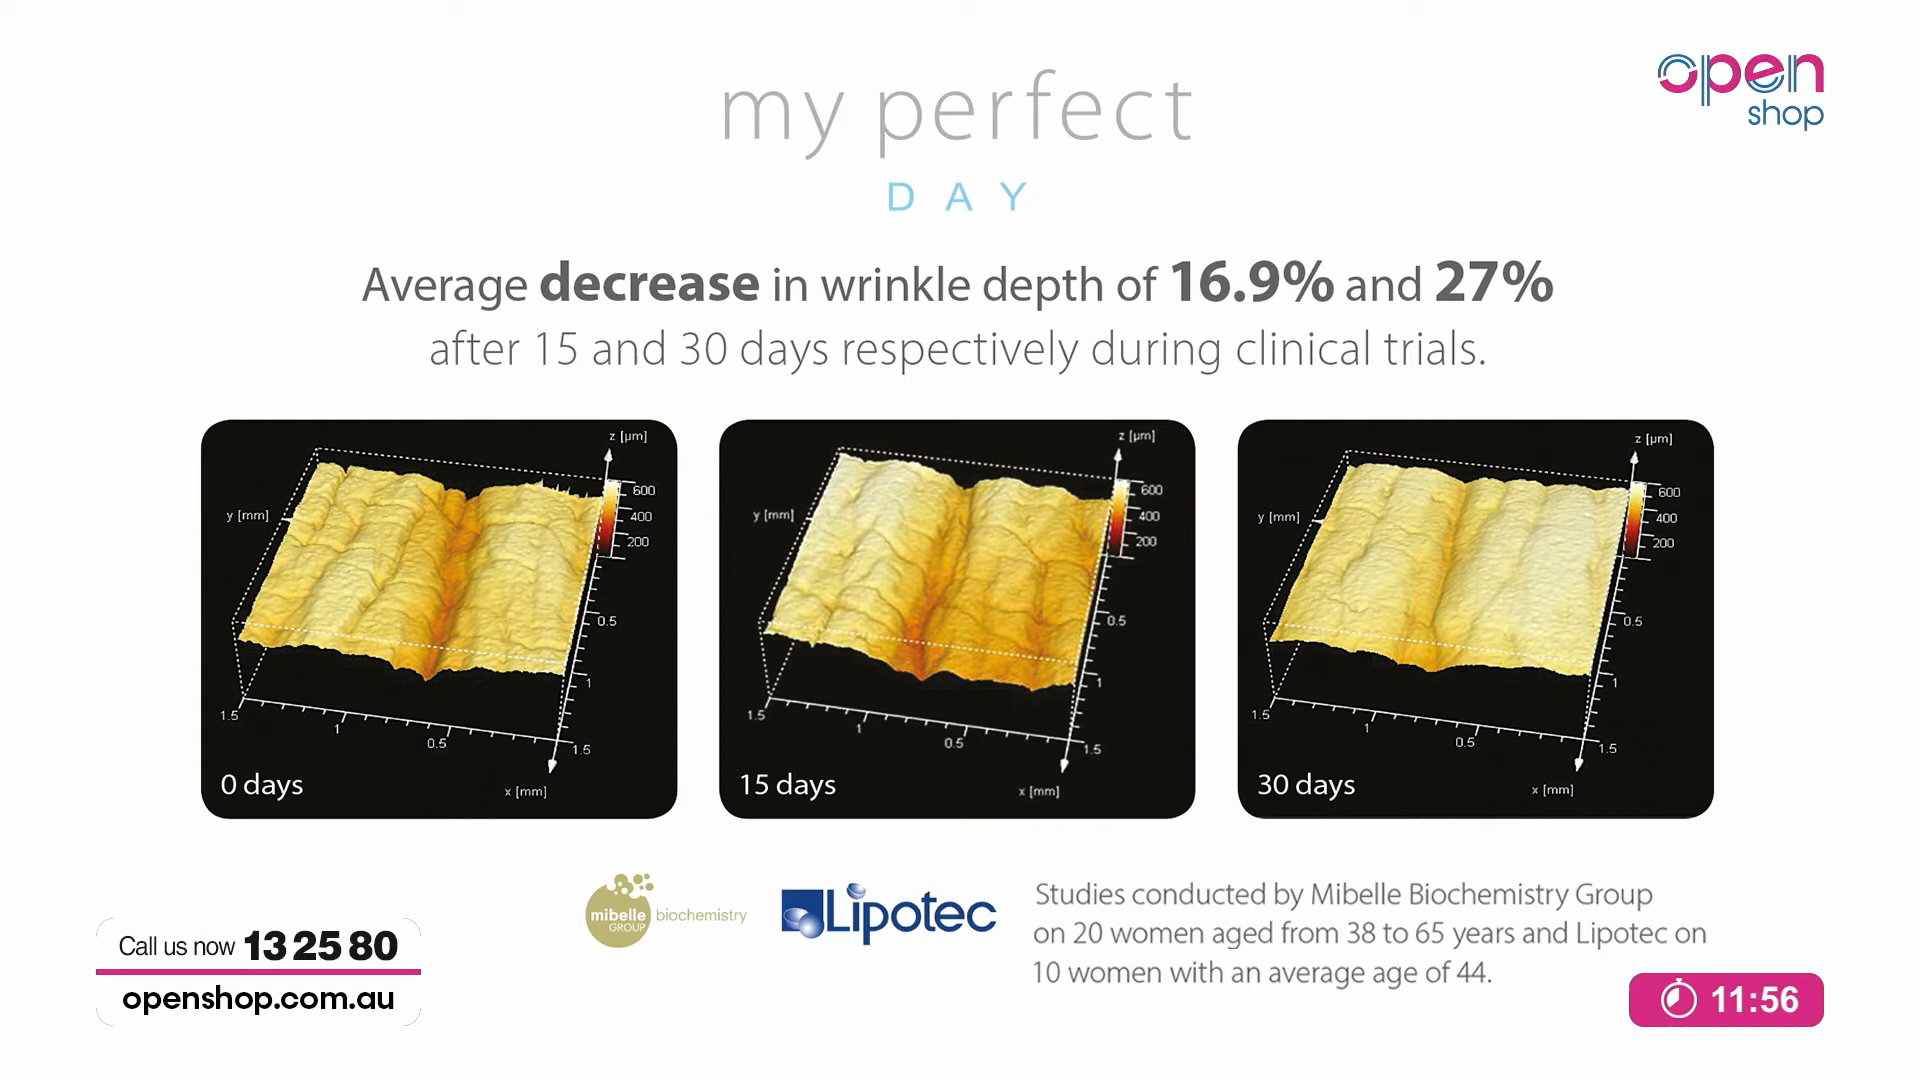 open
shop
my perfect
DAY
Average decrease in wrinkle depth of 16.9% and 27%
after 15 and 30 days respectively during clinical trials.
z [µm]
600
400
200
y [mm]
0.5
1
1.5
1.5
1
0.5
x [mm]
0 days
z [µm]
600
400
200
y [mm]
0.5
1
1.5
1.5
1
0.5
x [mm]
15 days
z [µm]
600
400
200
y [mm]
0.5
1
1.5
1.5
1
0.5
x [mm]
30 days
mibelle biochemistry
GROUP
Lipotec
Studies conducted by Mibelle Biochemistry Group
on 20 women aged from 38 to 65 years and Lipotec on
10 women with an average age of 44.
Call us now 13 25 80
openshop.com.au
11:56